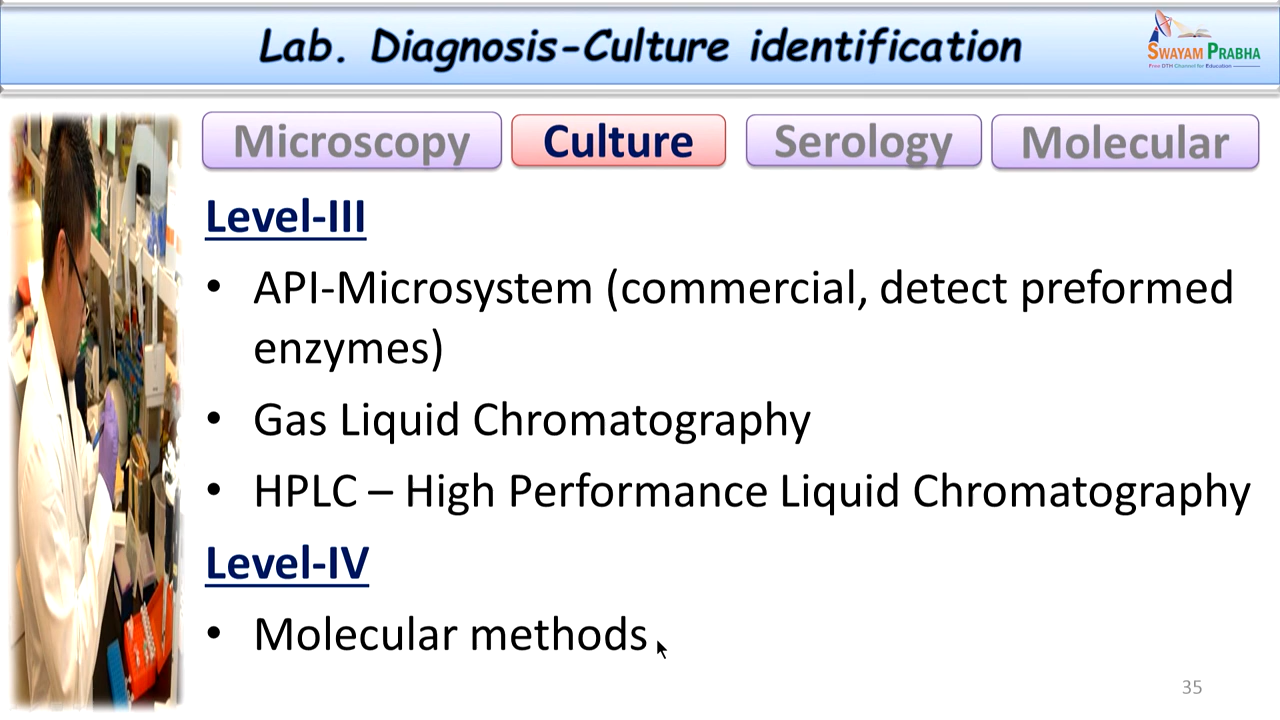 Lab. Diagnosis-Culture identification
SWAYAM PRABHA
Free DTH Channel for Education
Microscopy Culture Serology Molecular
Level-III
• API-Microsystem (commercial, detect preformed
enzymes)
• Gas Liquid Chromatography
• HPLC – High Performance Liquid Chromatography
Level-IV
• Molecular methods
35